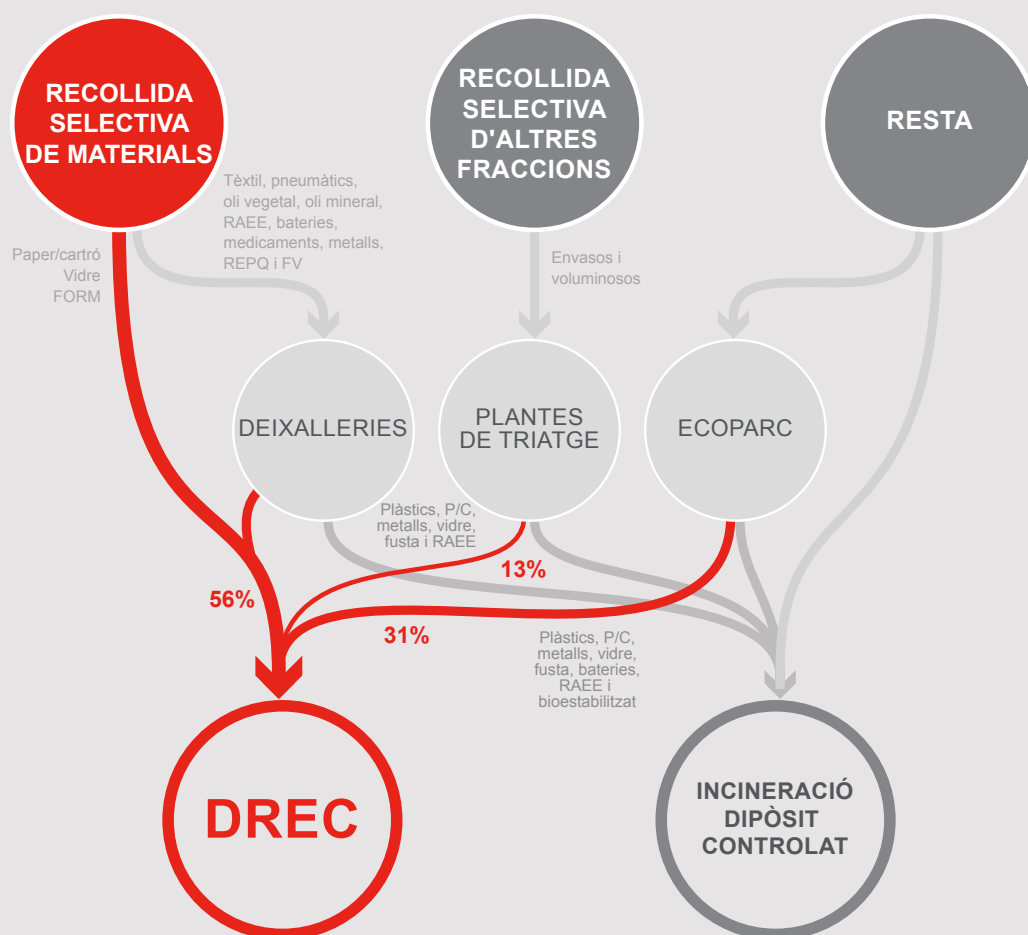 RECOLLIDA
SELECTIVA
DE MATERIALS
RECOLLIDA
SELECTIVA
D'ALTRES
FRACCIONS
RESTA
Tèxtil, pneumàtics,
oli vegetal, oli mineral,
RAEE, bateries,
medicaments, metalls,
REPQ i FV
Paper/cartró
Vidre
FORM
Envasos i
voluminosos
DEIXALLERIES
PLANTES
DE TRIATGE
ECOPARC
Plàstics, P/C,
metalls, vidre,
fusta i RAEE
13%
56%
31%
Plàstics, P/C,
metalls, vidre,
fusta, bateries,
RAEE i
bioestabilitzat
DREC
INCINERACIÓ
DIPÒSIT
CONTROLAT